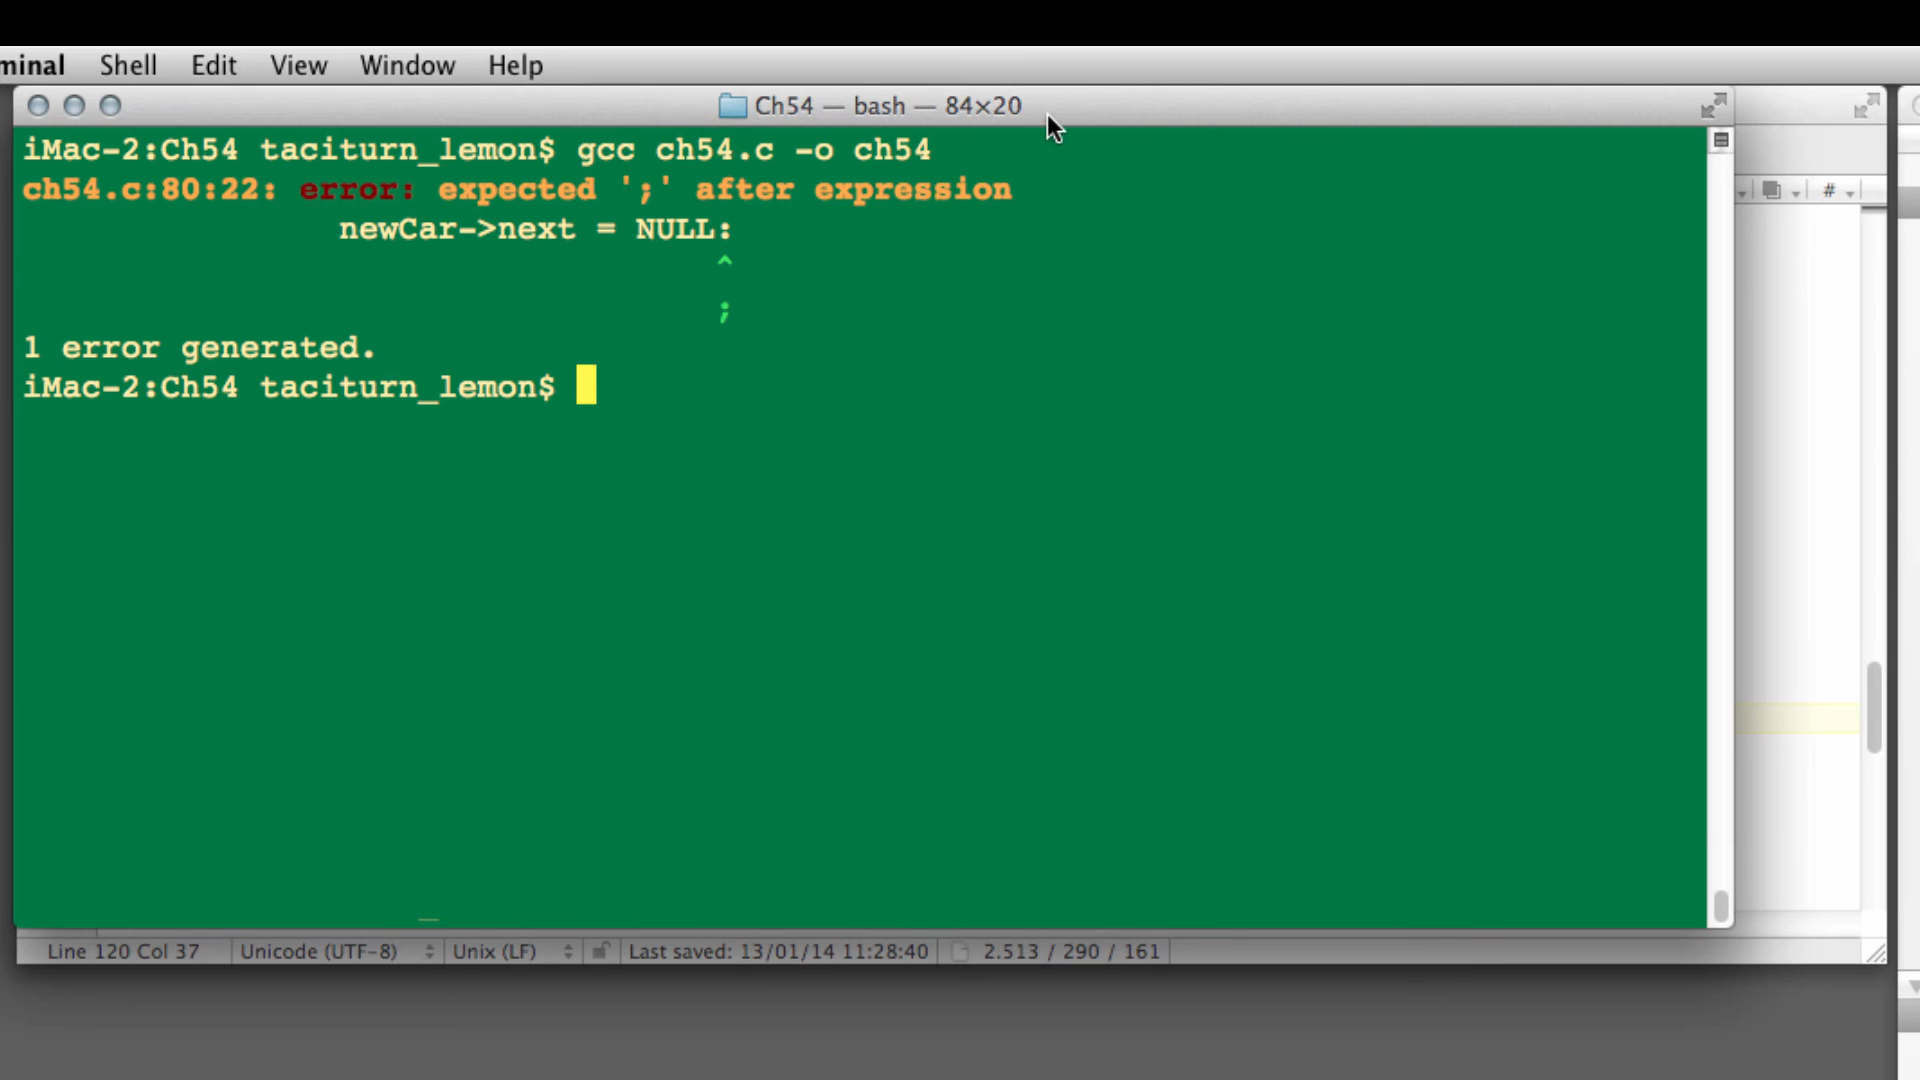 minal Shell Edit View Window Help
Ch54 — bash — 84×20
iMac-2:Ch54 taciturn_lemon$ gcc ch54.c -o ch54
ch54.c:80:22: error: expected ';' after expression
newCar->next = NULL:
^
;
1 error generated.
iMac-2:Ch54 taciturn_lemon$
#
Line 120 Col 37 Unicode (UTF-8) Unix (LF) Last saved: 13/01/14 11:28:40 2.513 / 290 / 161